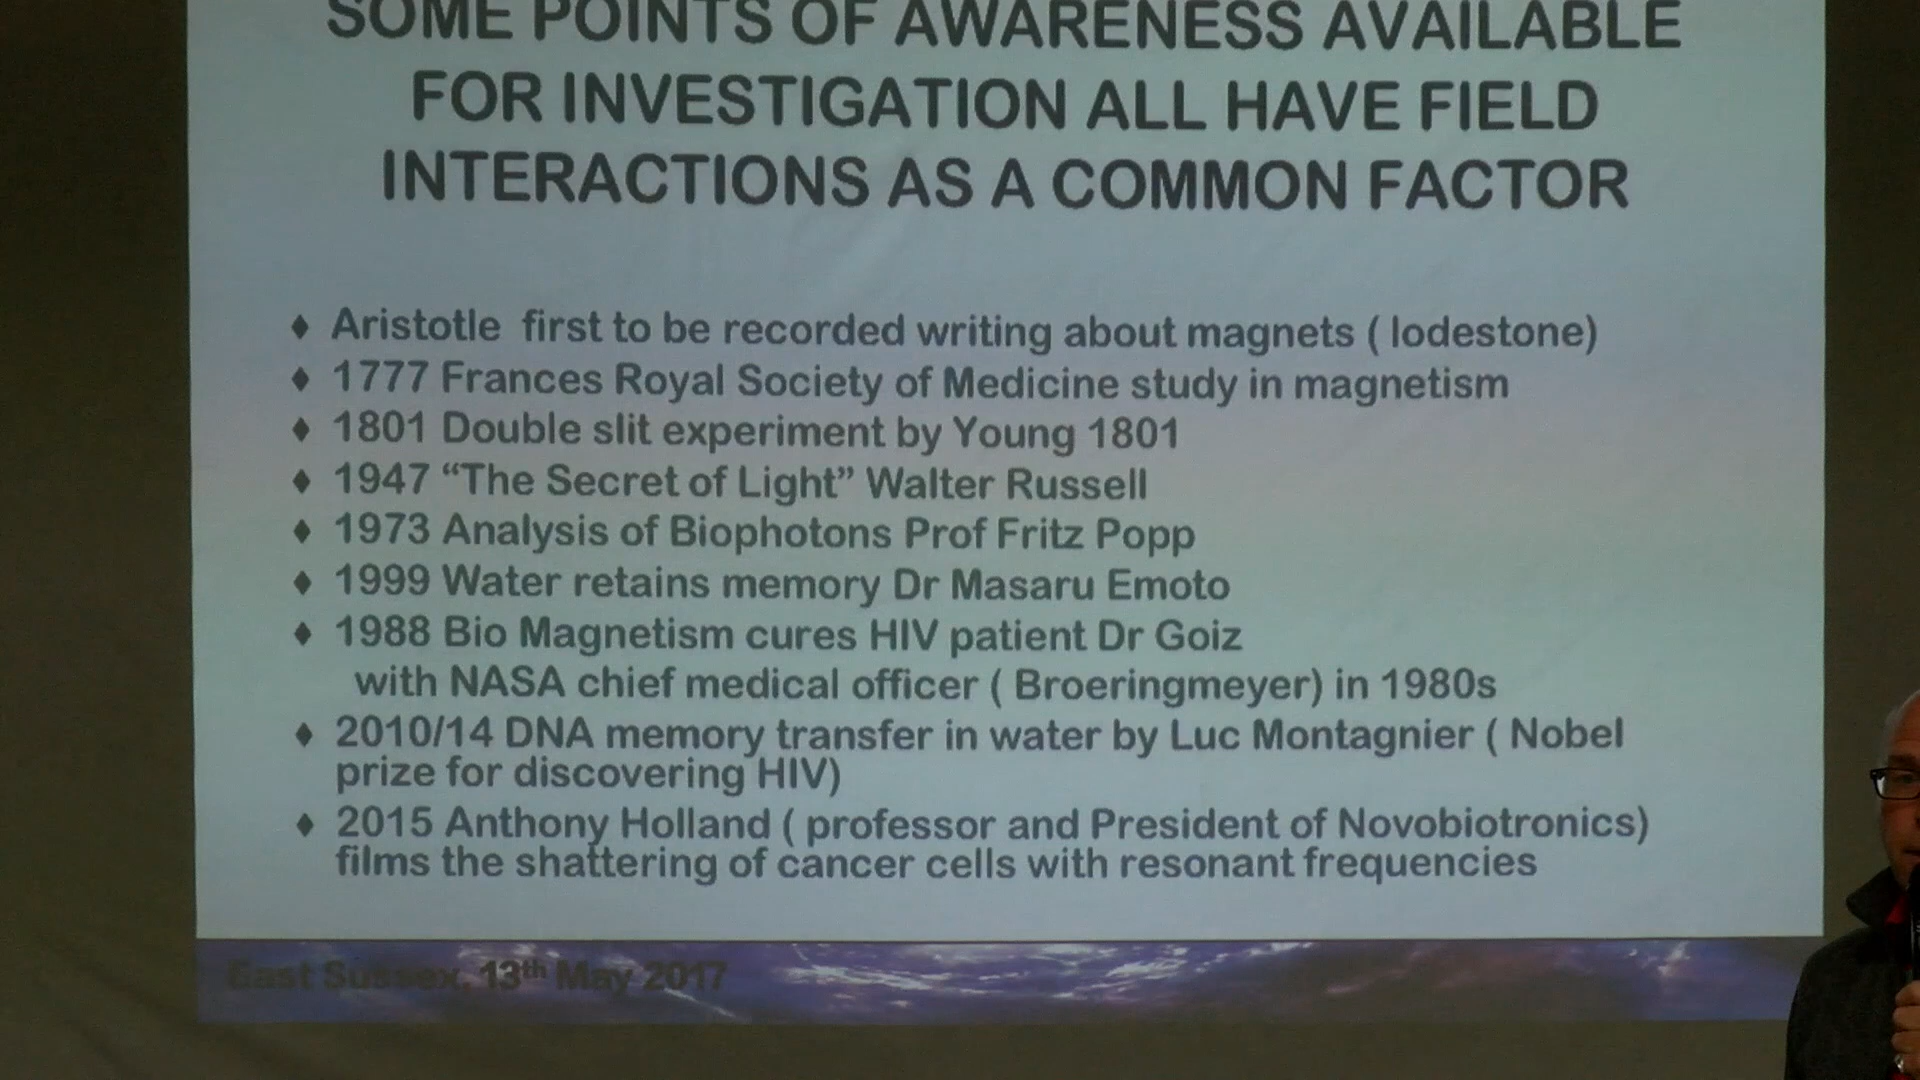 SOME POINTS OF AWARENESS AVAILABLE
FOR INVESTIGATION ALL HAVE FIELD
INTERACTIONS AS A COMMON FACTOR
♦ Aristotle first to be recorded writing about magnets ( lodestone)
♦ 1777 Frances Royal Society of Medicine study in magnetism
♦ 1801 Double slit experiment by Young 1801
♦ 1947 “The Secret of Light” Walter Russell
♦ 1973 Analysis of Biophotons Prof Fritz Popp
♦ 1999 Water retains memory Dr Masaru Emoto
♦ 1988 Bio Magnetism cures HIV patient Dr Goiz
with NASA chief medical officer ( Broeringmeyer) in 1980s
♦ 2010/14 DNA memory transfer in water by Luc Montagnier ( Nobel
prize for discovering HIV)
♦ 2015 Anthony Holland ( professor and President of Novobiotronics)
films the shattering of cancer cells with resonant frequencies
East Sussex, 13th May 2017